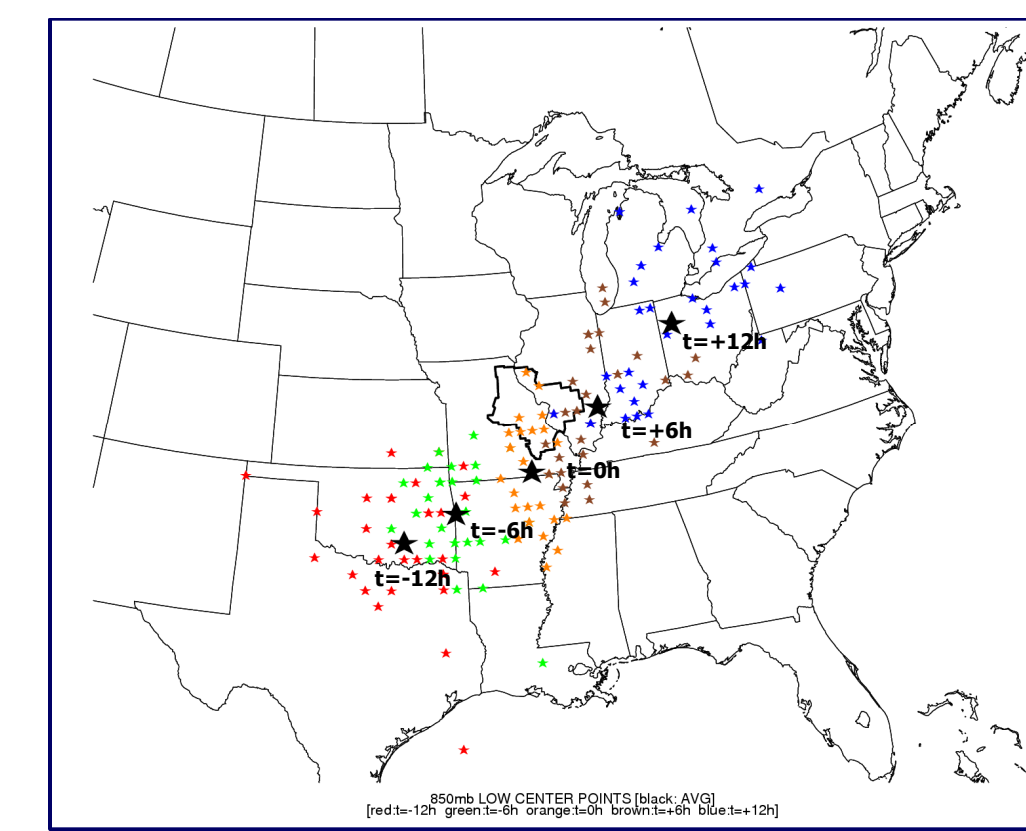 t=+12h
t=+6h
t=0h
t=-6h
t=-12h
850mb LOW CENTER POINTS [black: AVG]
[red:t=-12h green:t=-6h orange:t=0h brown:t=+6h blue:t=+12h]